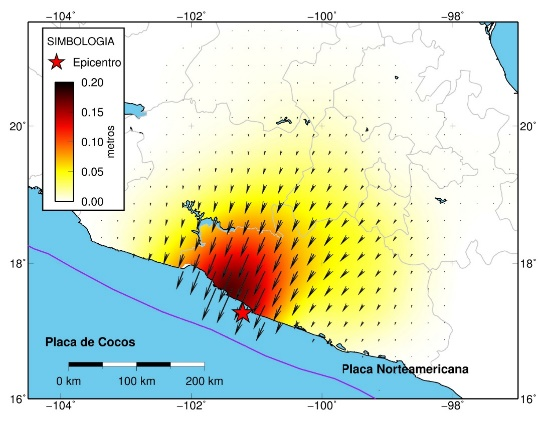 −104° −102° −100° −98°
SIMBOLOGIA
Epicentro
0.20
0.15
0.10
0.05
0.00
metros
20° 20°
18° 18°
Placa de Cocos
0 km 100 km 200 km
Placa Norteamericana
16° 16°
−104° −102° −100° −98°